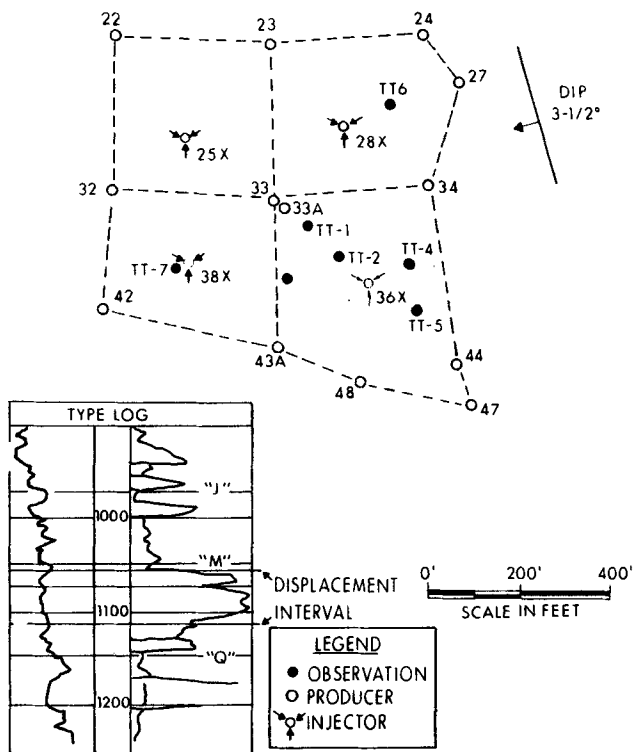 22
23
24
27
TT6
DIP
3-1/2°
25X
28X
32
33
33A
34
TT-1
TT-2
TT-4
TT-7
38X
36X
TT-5
42
43A
44
48
47
TYPE LOG
"J"
1000
"M"
DISPLACEMENT
INTERVAL
1100
"Q"
1200
0' 200' 400'
SCALE IN FEET
LEGEND
OBSERVATION
PRODUCER
INJECTOR